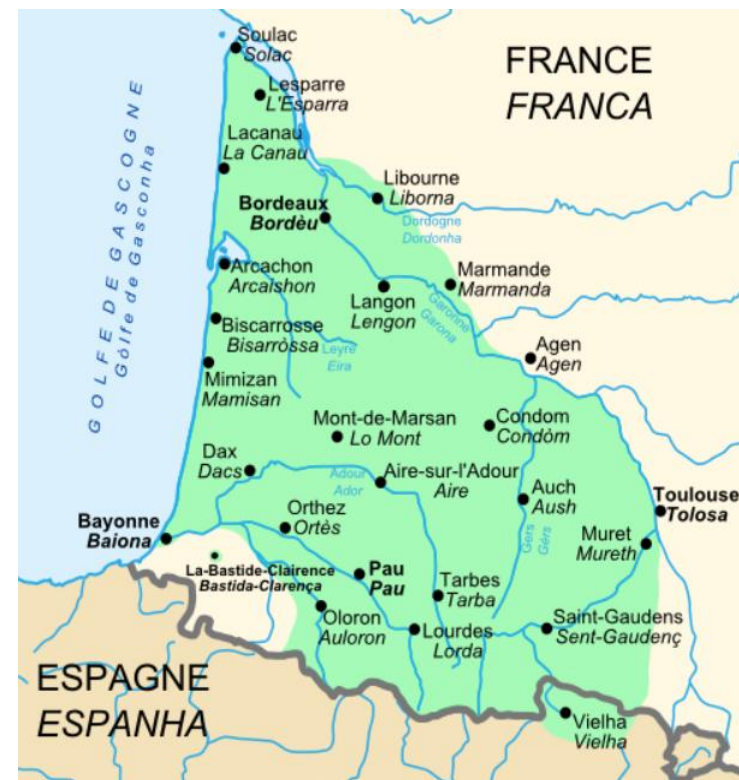 Soulac
Solac
FRANCE
FRANCA
Lesparre
L'Esparra
Lacanau
La Canau
GOLFE DE GASCOGNE
Gòlfe de Gasconha
Libourne
Liborna
Bordeaux
Bordèu
Dordogne
Dordonha
Arcachon
Arcaishon
Marmande
Marmanda
Langon
Lengon
Garonne
Garona
Biscarrosse
Bisarròssa
Leyre
Eira
Agen
Agen
Mimizan
Mamisan
Mont-de-Marsan
Lo Mont
Condom
Condòm
Dax
Dacs
Adour
Ador
Aire-sur-l'Adour
Aire
Auch
Aush
Toulouse
Tolosa
Orthez
Ortès
Gers
Gèrs
Bayonne
Baiona
Muret
Mureth
La-Bastide-Clairence
Bastida-Clarença
Pau
Pau
Tarbes
Tarba
Oloron
Auloron
Lourdes
Lorda
Saint-Gaudens
Sent-Gaudenç
ESPAGNE
ESPANHA
Vielha
Vielha